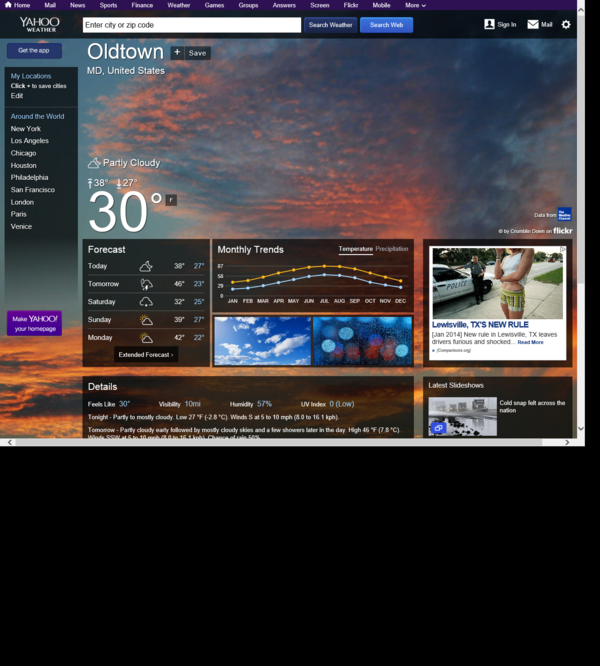 Home Mail News Sports Finance Weather Games Groups Answers Screen Flickr Mobile More
YAHOO WEATHER
Enter city or zip code
Search Weather
Search Web
Sign In
Mail
Get the app
Oldtown
+ Save
MD, United States
My Locations
Click + to save cities
Edit
Around the World
New York
Los Angeles
Chicago
Houston
Philadelphia
San Francisco
London
Paris
Venice
Make YAHOO!
your homepage
Partly Cloudy
38° 27°
30° F
Data from The Weather Channel
© by Crumblin Down on flickr
Forecast
Today 38° 27°
Tomorrow 46° 23°
Saturday 32° 25°
Sunday 39° 27°
Monday 42° 22°
Extended Forecast ›
Monthly Trends
Temperature Precipitation
87
58
29
0
JAN FEB MAR APR MAY JUN JUL AUG SEP OCT NOV DEC
POLICE
Lewisville, TX'S NEW RULE
[Jan 2014] New rule in Lewisville, TX leaves
drivers furious and shocked... Read More
(Comparisons.org)
Details
Feels Like 30° Visibility 10mi Humidity 57% UV Index 0 (Low)
Tonight - Partly to mostly cloudy. Low 27 °F (-2.8 °C). Winds S at 5 to 10 mph (8.0 to 16.1 kph).
Tomorrow - Partly cloudy early followed by mostly cloudy skies and a few showers later in the day. High 46 °F (7.8 °C).
Winds SSW at 5 to 10 mph (8.0 to 16.1 kph). Chance of rain 50%.
Latest Slideshows
Cold snap felt across the
nation